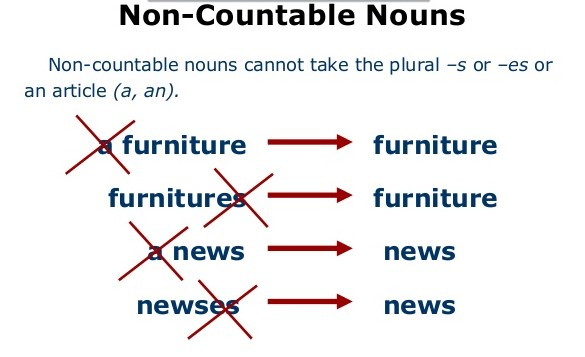 Non-Countable Nouns
Non-countable nouns cannot take the plural –s or –es or
an article (a, an).
a furniture furniture
furnitures furniture
a news news
newses news